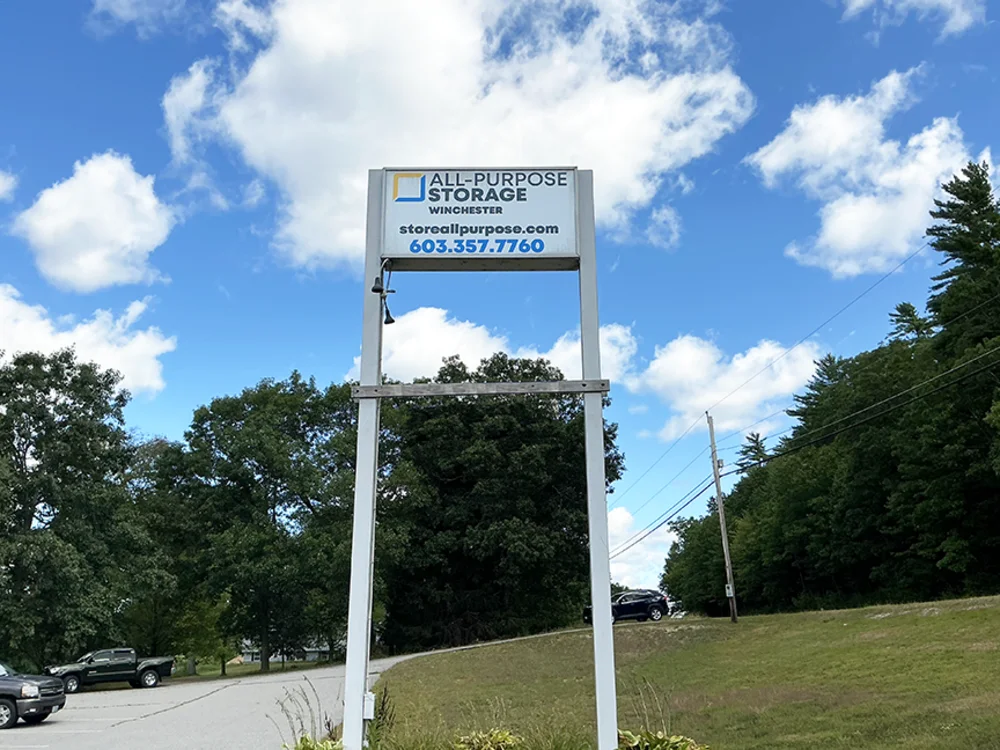 ALL-PURPOSE
STORAGE
WINCHESTER
storeallpurpose.com
603.357.7760